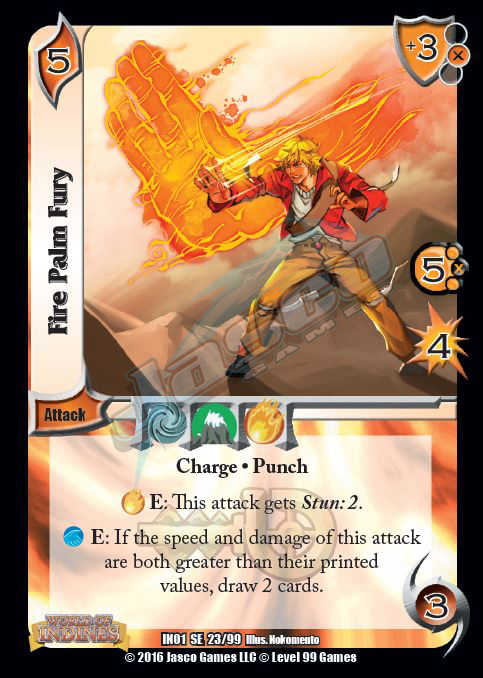 5
+3
Fire Palm Fury
5
4
Jasco
GAMES
Attack
Charge • Punch
E: This attack gets Stun: 2.
E: If the speed and damage of this attack
are both greater than their printed
values, draw 2 cards.
3
WORLD OF
INDINES
IN01 SE 23/99 Illus. Nokomento
© 2016 Jasco Games LLC © Level 99 Games